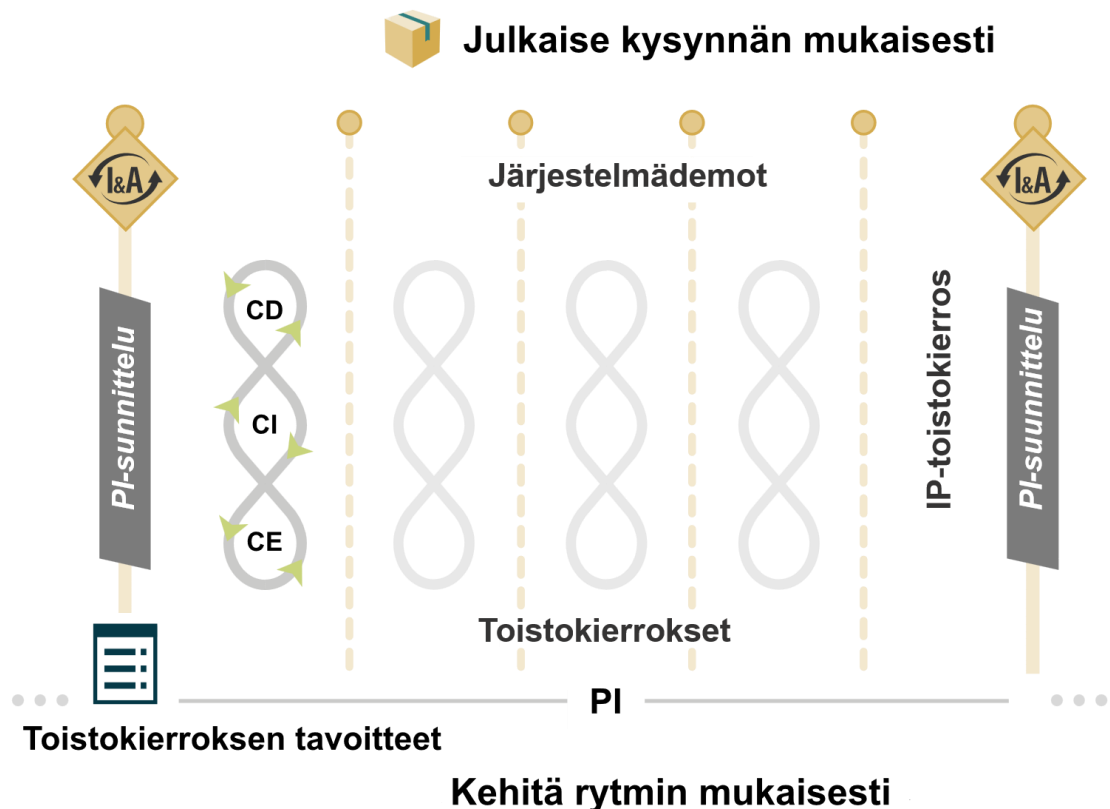 Julkaise kysynnän mukaisesti
I&A
I&A
Järjestelmädemot
PI-sunnittelu
CD
CI
CE
IP-toistokierros
PI-suunnittelu
Toistokierrokset
PI
Toistokierroksen tavoitteet
Kehitä rytmin mukaisesti